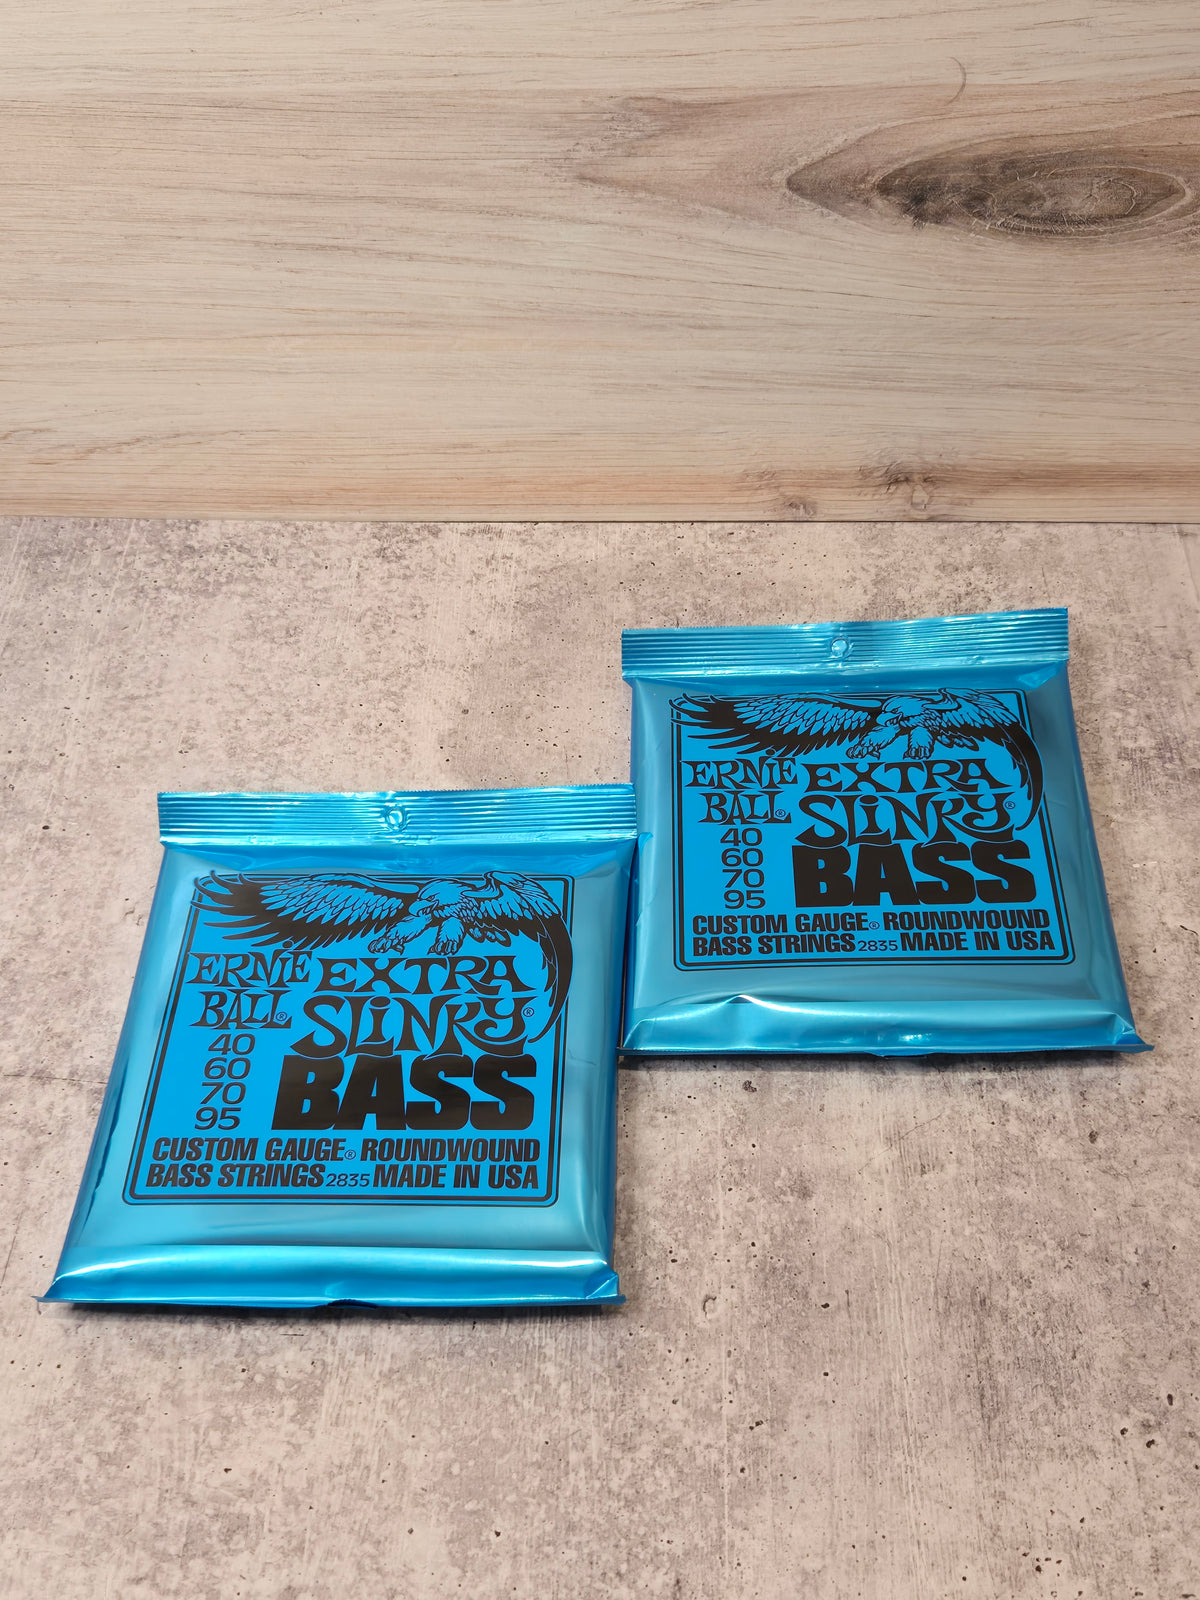 ERNIE BALL®
EXTRA SLINKY®
BASS
40
60
70
95
CUSTOM GAUGE® ROUNDWOUND
BASS STRINGS 2835 MADE IN USA
ERNIE BALL®
EXTRA SLINKY®
BASS
40
60
70
95
CUSTOM GAUGE® ROUNDWOUND
BASS STRINGS 2835 MADE IN USA